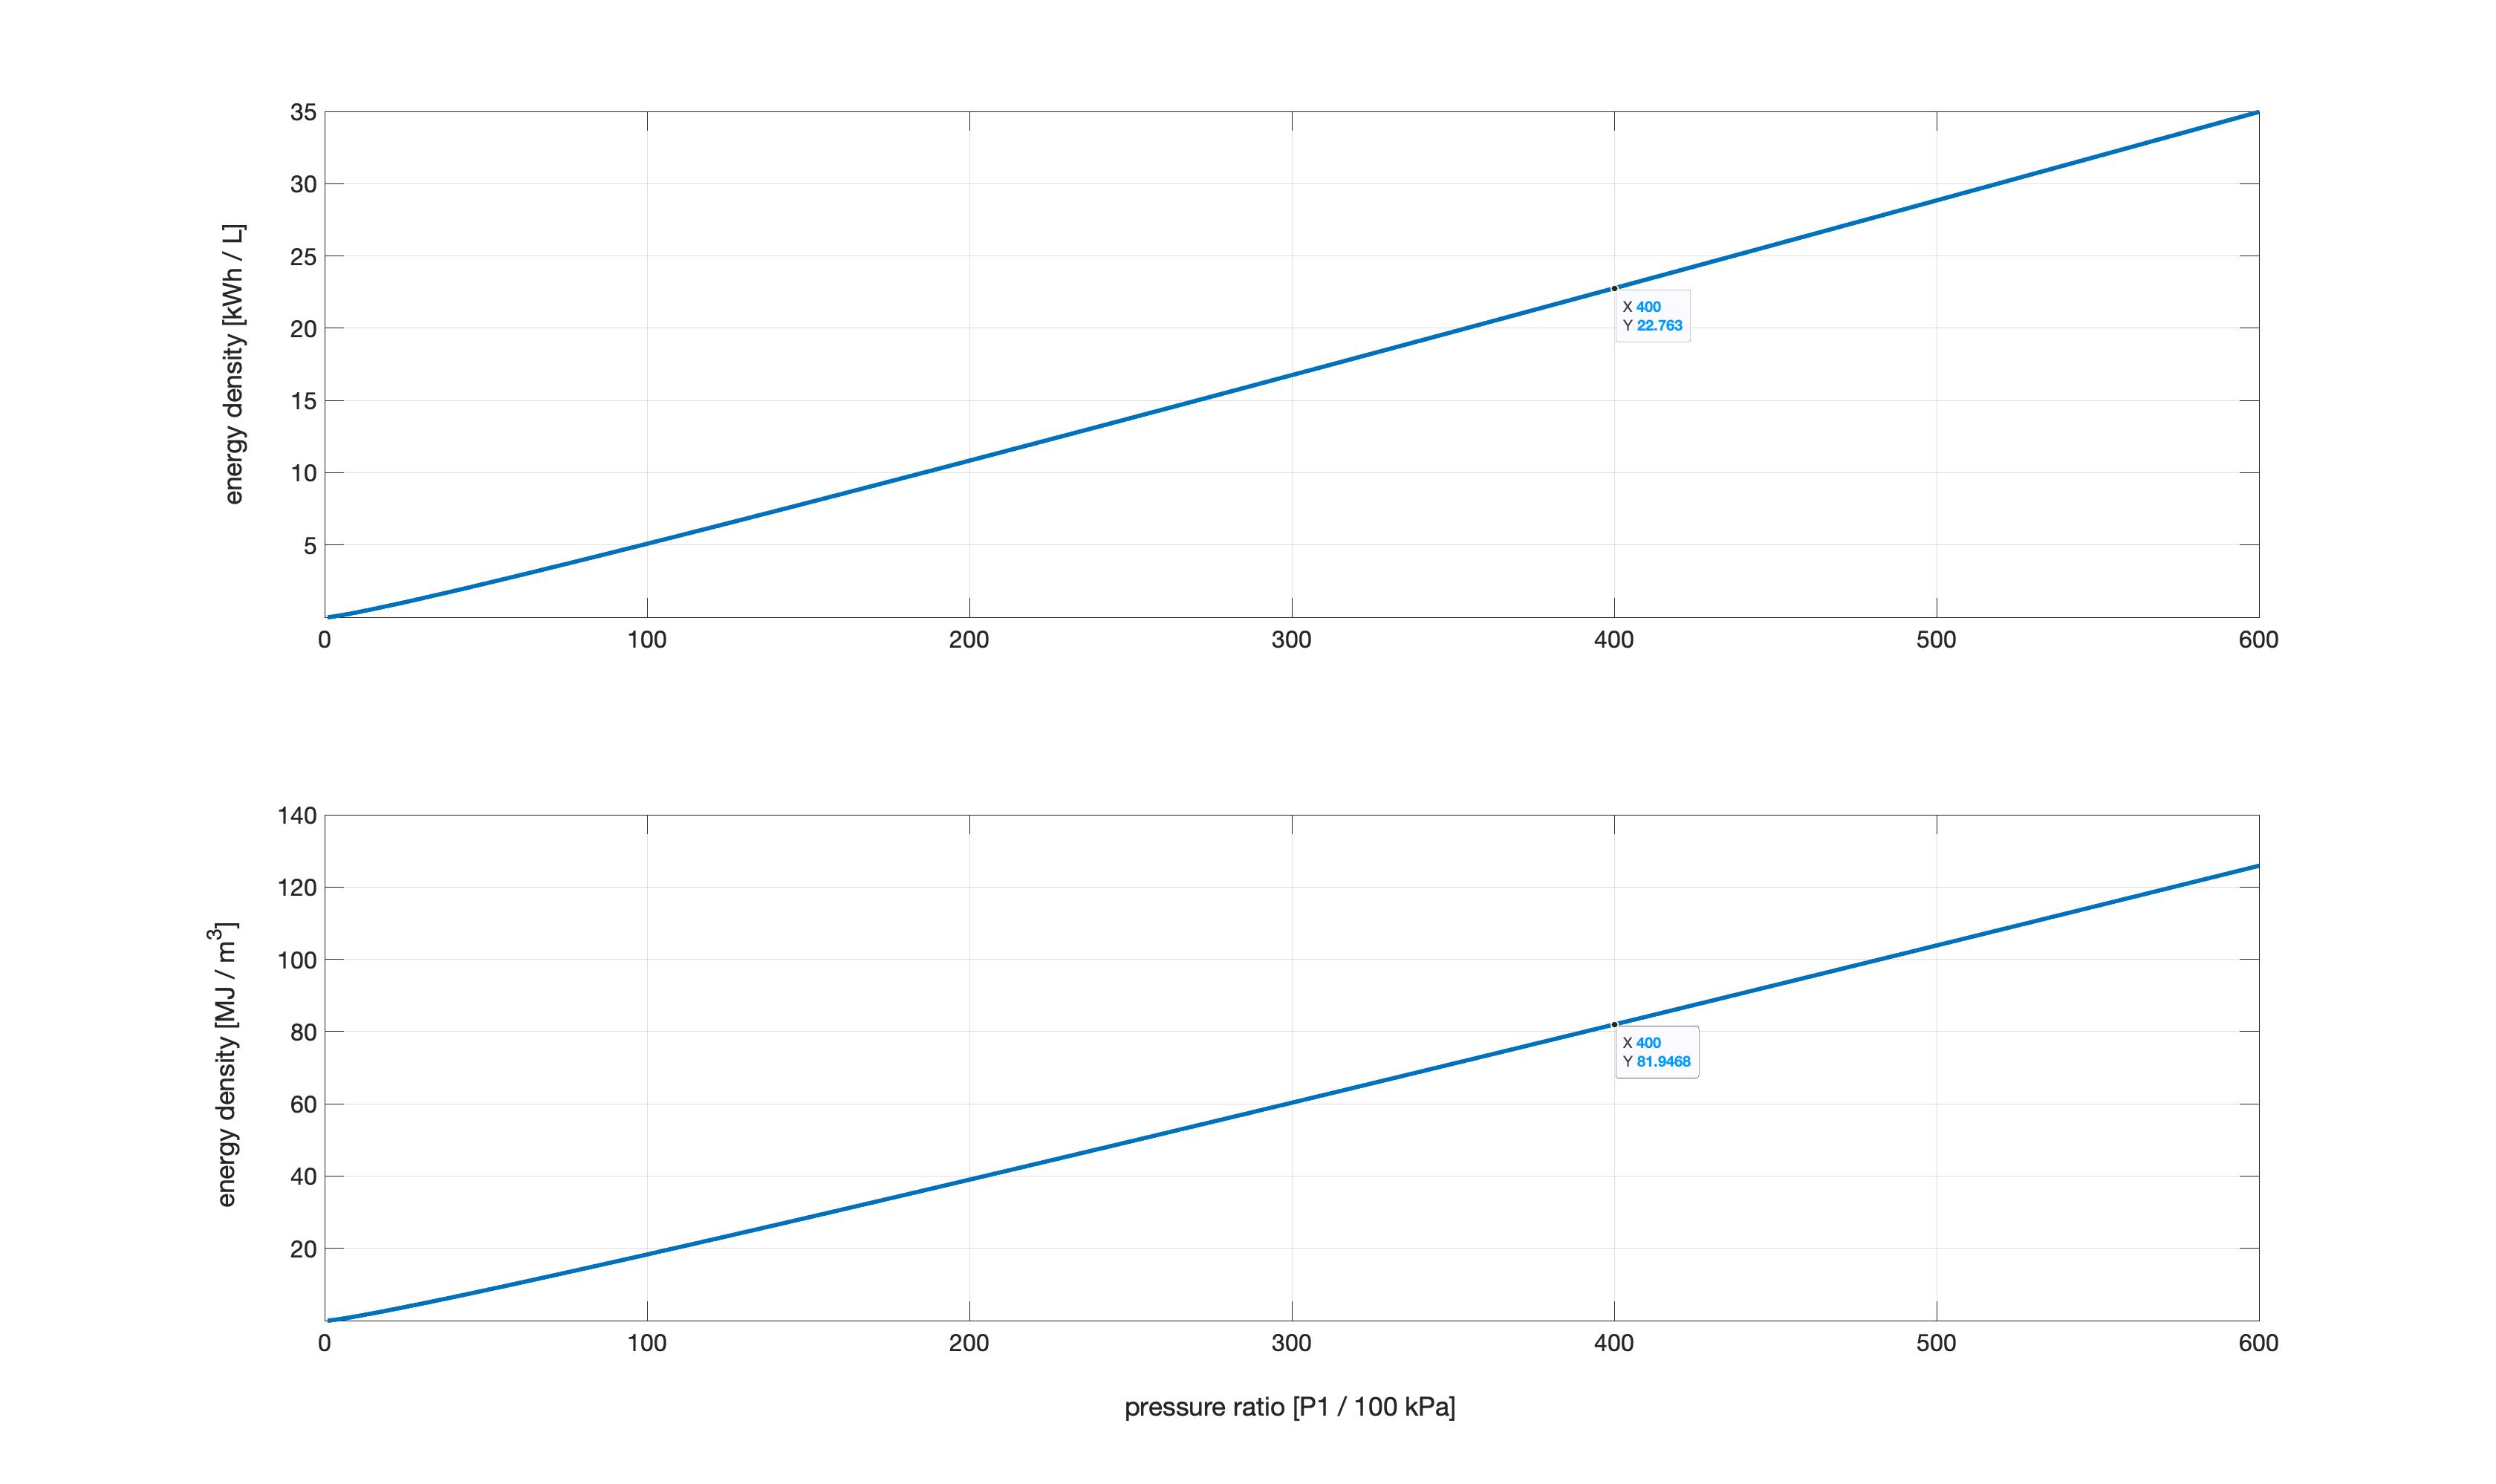 35
30
25
20
15
10
5
energy density [kWh / L]
X 400
Y 22.763
0 100 200 300 400 500 600
140
120
100
80
60
40
20
energy density [MJ / m³]
X 400
Y 81.9468
0 100 200 300 400 500 600
pressure ratio [P1 / 100 kPa]